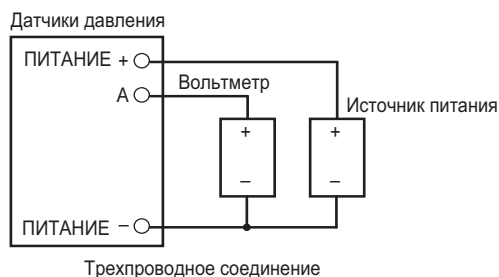 Датчики давления
ПИТАНИЕ +
Вольтметр
A
Источник питания
+ +
– –
ПИТАНИЕ –
Трехпроводное соединение